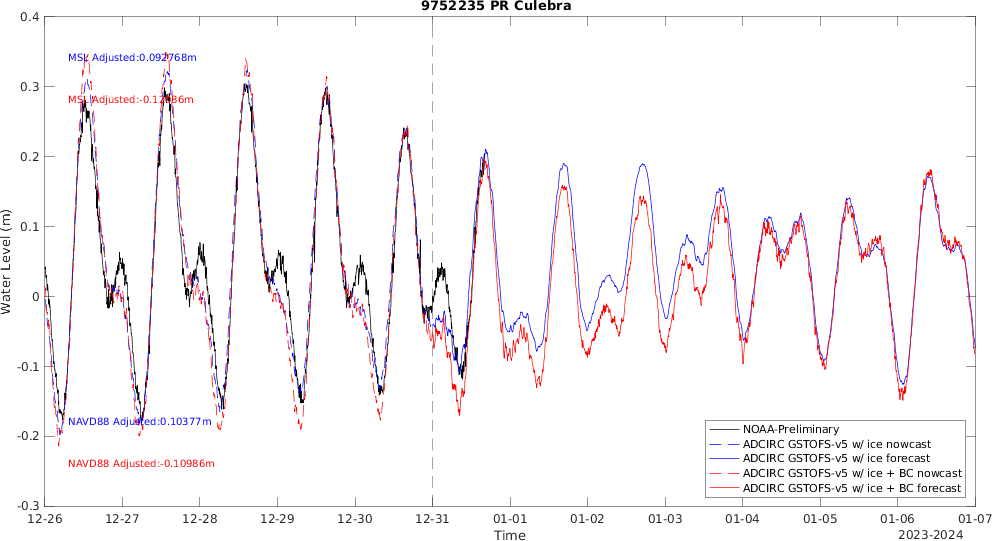 9752235 PR Culebra
0.4
0.3
0.2
0.1
0
-0.1
-0.2
-0.3
Water Level (m)
MSL Adjusted:0.092768m
MSL
NAVD88 Adjusted:0.10377m
NAVD88 Adjusted:-0.10986m
NOAA-Preliminary
ADCIRC GSTOFS-v5 w/ ice nowcast
ADCIRC GSTOFS-v5 w/ ice forecast
ADCIRC GSTOFS-v5 w/ ice + BC nowcast
ADCIRC GSTOFS-v5 w/ ice + BC forecast
12-26 12-27 12-28 12-29 12-30 12-31 01-01 01-02 01-03 01-04 01-05 01-06 01-07
Time
2023-2024